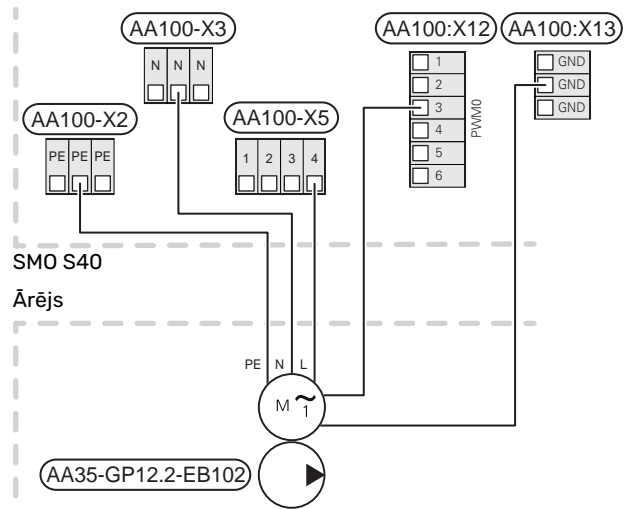 AA100-X3
AA100:X12
AA100:X13
N N N
1
2
3
4
5
6
PWM0
GND
GND
GND
AA100-X2
PE PE PE
AA100-X5
1 2 3 4
SMO S40
Ārējs
PE N L
M ~ 1
AA35-GP12.2-EB102